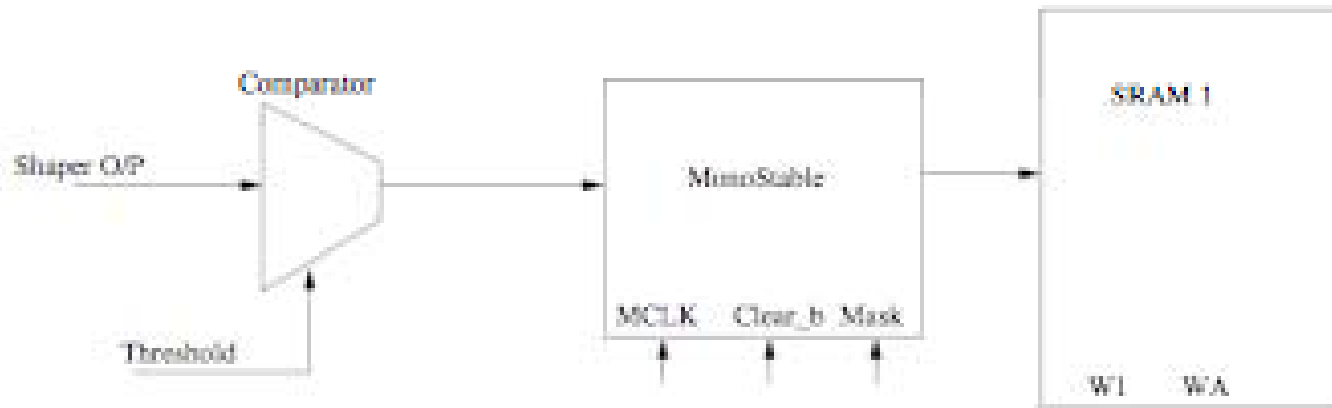 Comparator
SRAM 1
Shaper O/P
MonoStable
MCLK Clear_b Mask
Threshold
W1 WA